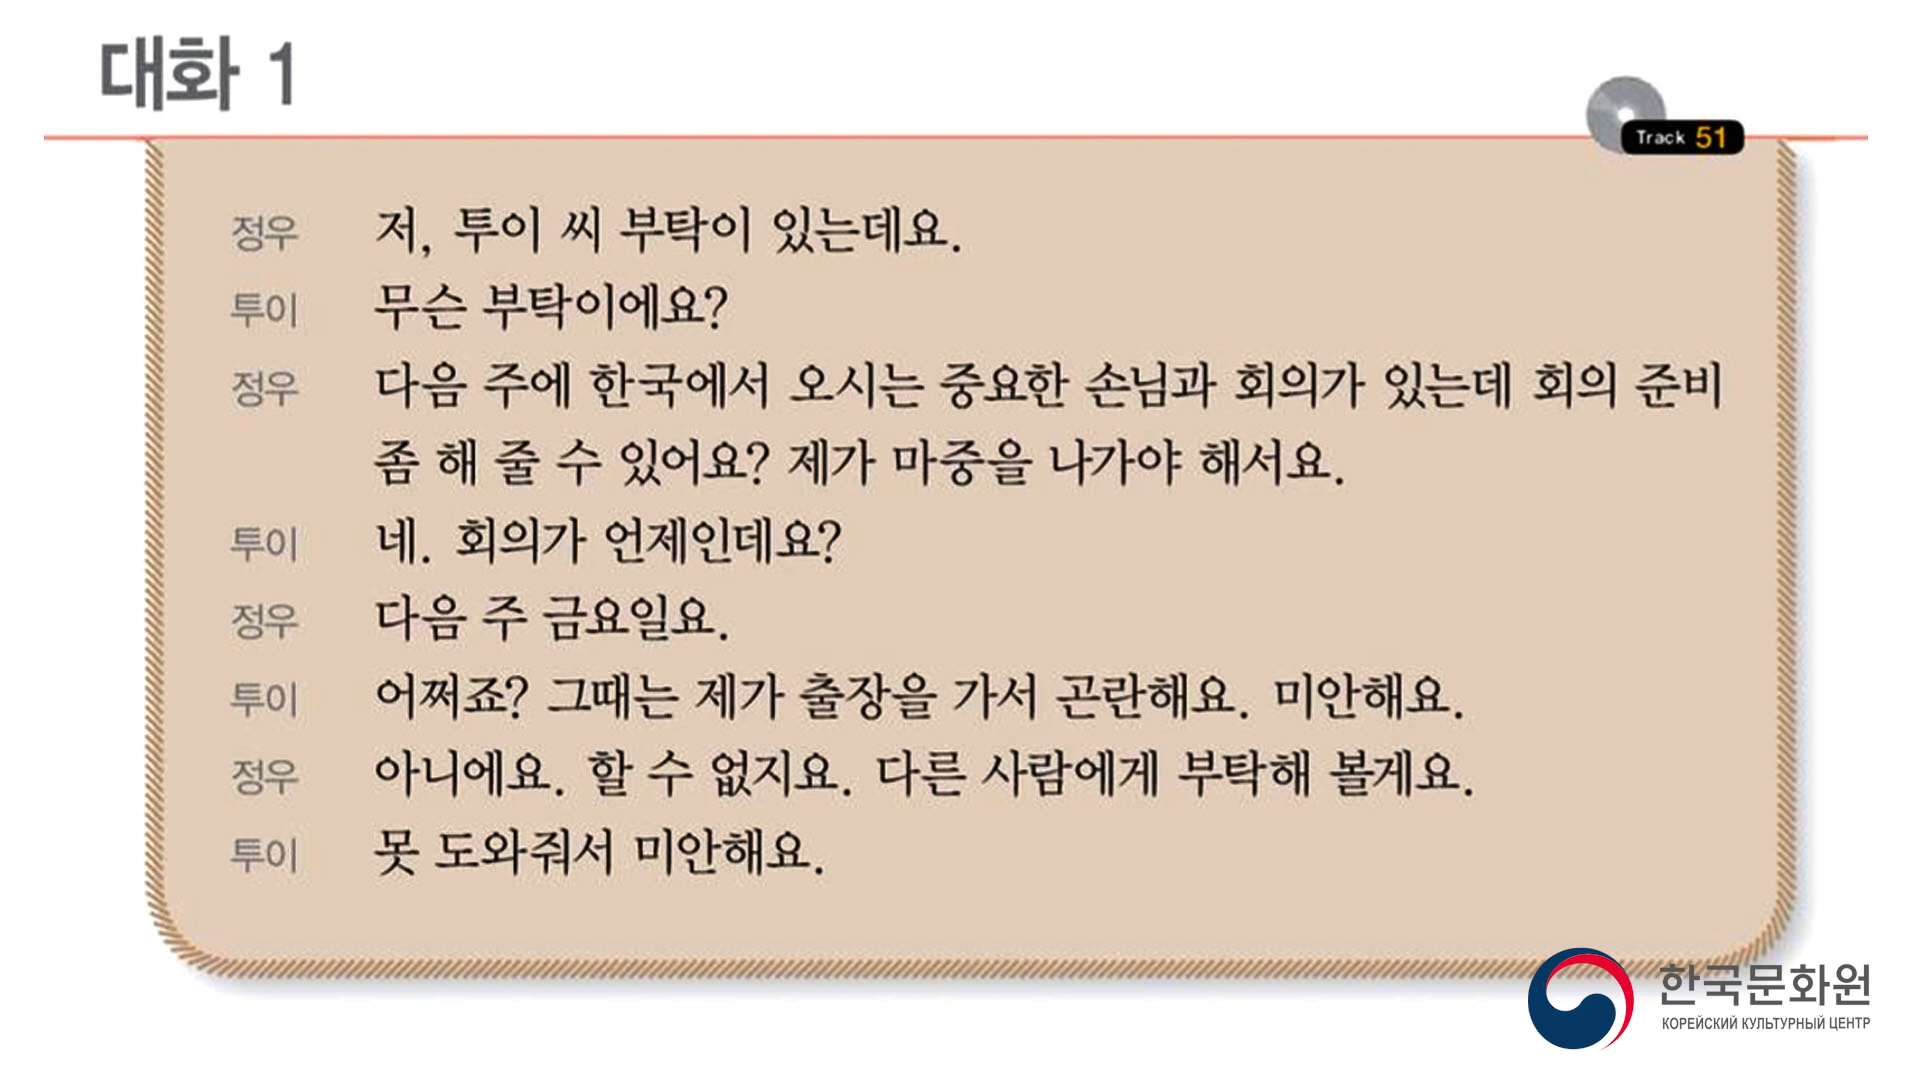 대화 1
Track 51
정우 저, 투이 씨 부탁이 있는데요.
투이 무슨 부탁이에요?
정우 다음 주에 한국에서 오시는 중요한 손님과 회의가 있는데 회의 준비
좀 해 줄 수 있어요? 제가 마중을 나가야 해서요.
투이 네. 회의가 언제인데요?
정우 다음 주 금요일요.
투이 어쩌죠? 그때는 제가 출장을 가서 곤란해요. 미안해요.
정우 아니에요. 할 수 없지요. 다른 사람에게 부탁해 볼게요.
투이 못 도와줘서 미안해요.
한국문화원
КОРЕЙСКИЙ КУЛЬТУРНЫЙ ЦЕНТР